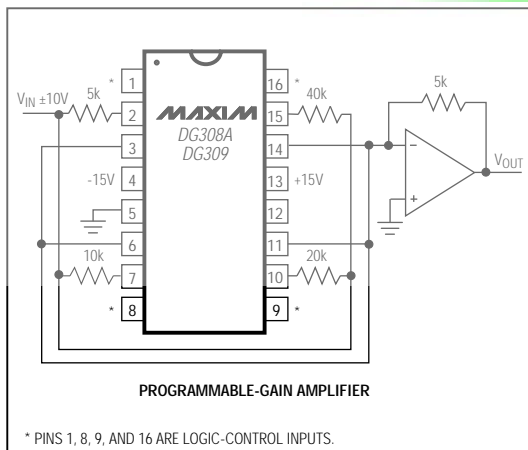 * 1 16 *
V_IN ±10V 5k 2 MAXIM 15 40k 5k
DG308A
3 DG309 14 −
-15V 4 13 +15V V_OUT
5 12 +
6 11
10k 7 10 20k
* 8 9 *
PROGRAMMABLE-GAIN AMPLIFIER
* PINS 1, 8, 9, AND 16 ARE LOGIC-CONTROL INPUTS.